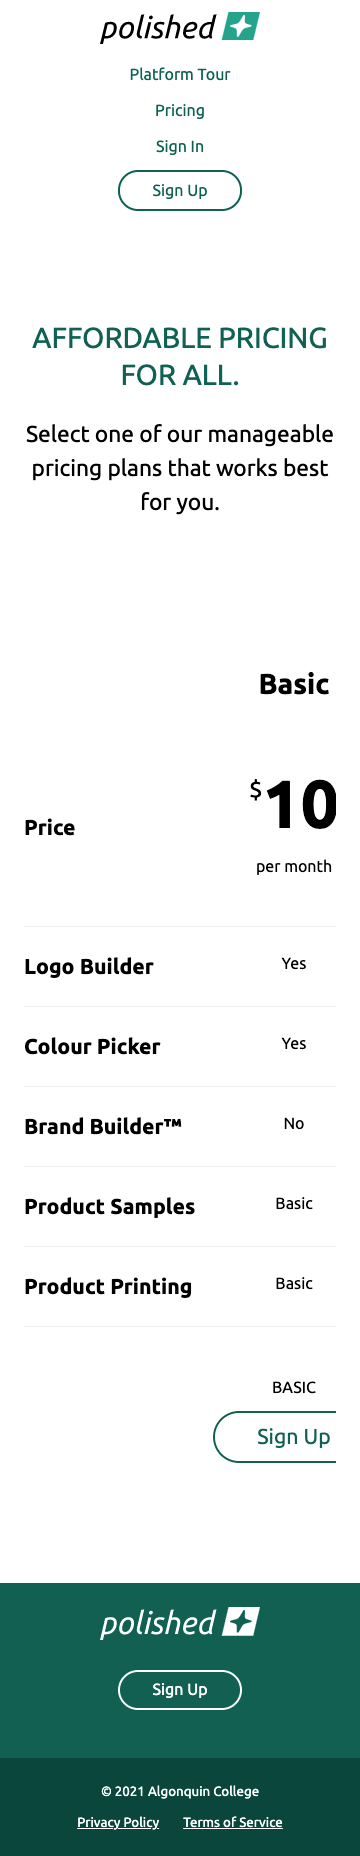 polished
Platform Tour
Pricing
Sign In
Sign Up
AFFORDABLE PRICING
FOR ALL.
Select one of our manageable
pricing plans that works best
for you.
Basic
Price
$10
per month
Logo Builder Yes
Colour Picker Yes
Brand Builder™ No
Product Samples Basic
Product Printing Basic
BASIC
Sign Up
polished
Sign Up
© 2021 Algonquin College
Privacy Policy Terms of Service